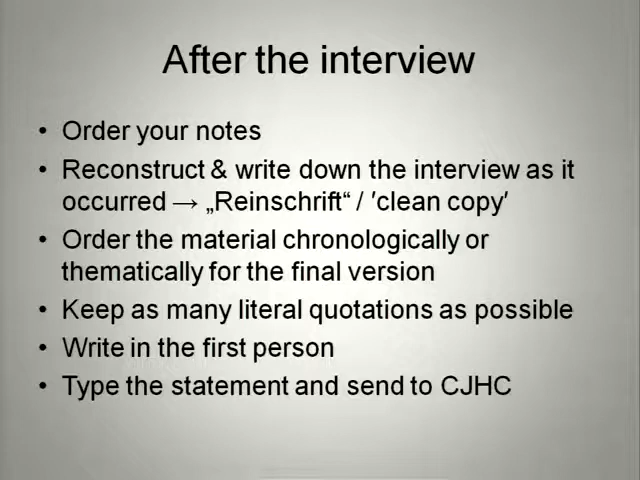 After the interview
• Order your notes
• Reconstruct & write down the interview as it
occurred → „Reinschrift“ / ′clean copy′
• Order the material chronologically or
thematically for the final version
• Keep as many literal quotations as possible
• Write in the first person
• Type the statement and send to CJHC